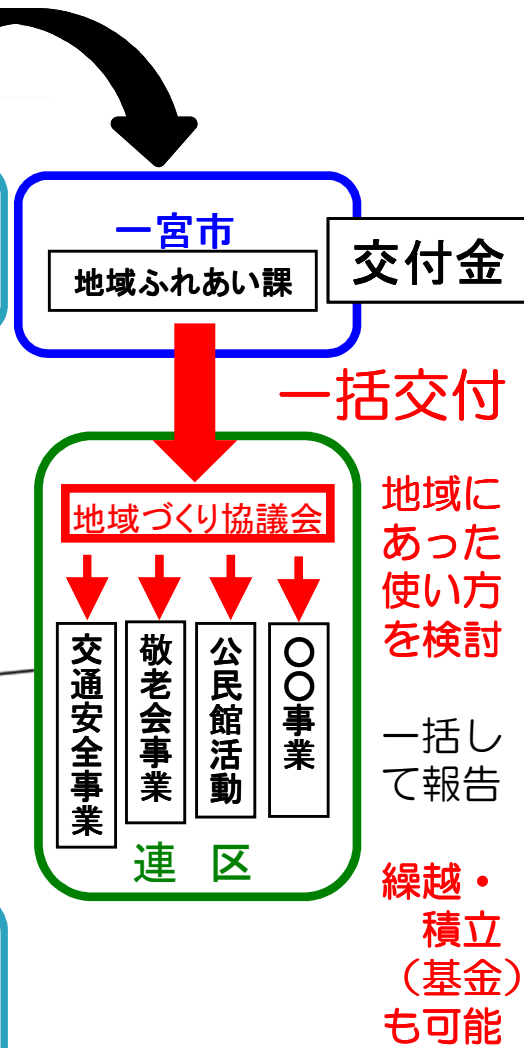 一宮市
地域ふれあい課
交付金
一括交付
地域づくり協議会
交通安全事業
敬老会事業
公民館活動
〇〇事業
連 区
地域に
あった
使い方
を検討
一括し
て報告
繰越・
積立
（基金）
も可能